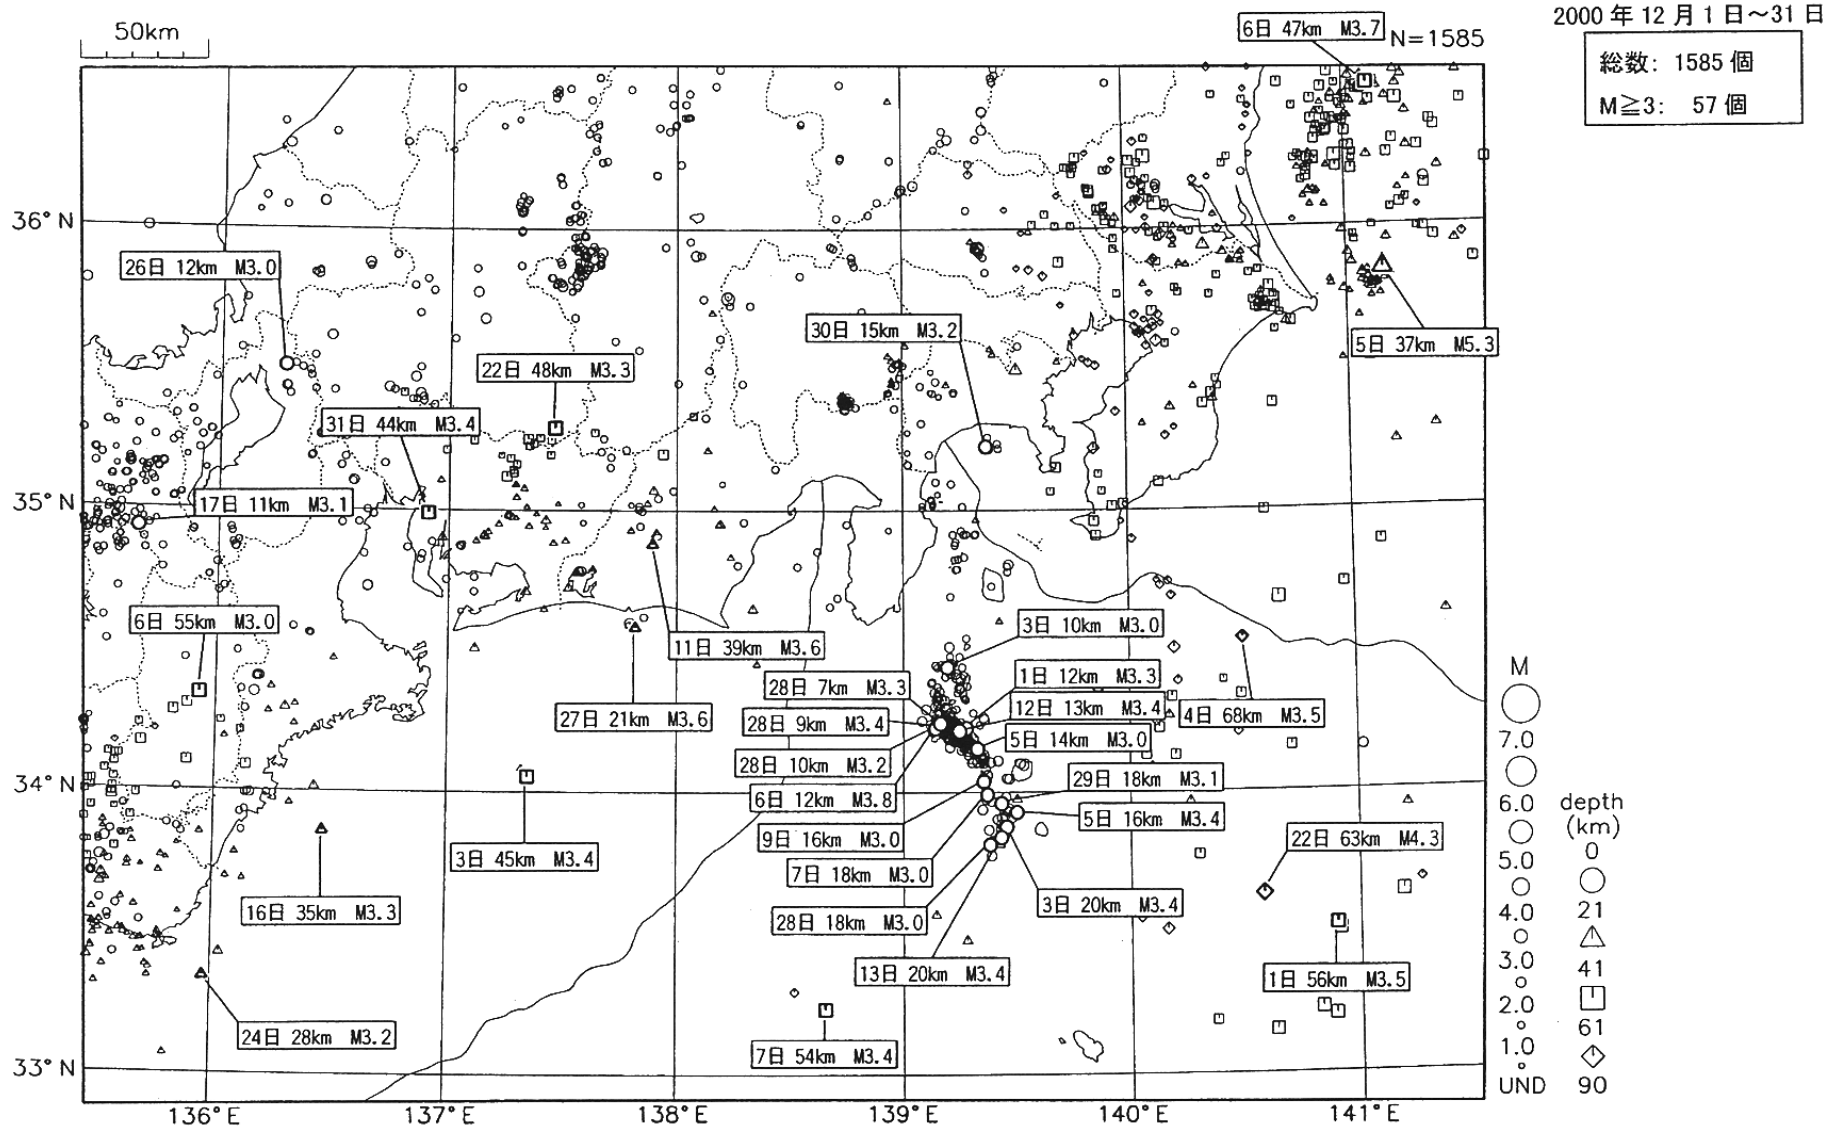 2000年12月1日～31日
総数: 1585個
M≧3: 57個
50km
N=1585
6日 47km M3.7
36°N
26日 12km M3.0
30日 15km M3.2
5日 37km M5.3
22日 48km M3.3
31日 44km M3.4
35°N
17日 11km M3.1
6日 55km M3.0
3日 10km M3.0
11日 39km M3.6
1日 12km M3.3
28日 7km M3.3
12日 13km M3.4
27日 21km M3.6
28日 9km M3.4
4日 68km M3.5
5日 14km M3.0
28日 10km M3.2
34°N
29日 18km M3.1
6日 12km M3.8
5日 16km M3.4
9日 16km M3.0
22日 63km M4.3
3日 45km M3.4
7日 18km M3.0
16日 35km M3.3
3日 20km M3.4
28日 18km M3.0
13日 20km M3.4
1日 56km M3.5
24日 28km M3.2
7日 54km M3.4
33°N
136°E
137°E
138°E
139°E
140°E
141°E
M
7.0
6.0
5.0
4.0
3.0
2.0
1.0
UND
depth
(km)
0
21
41
61
90